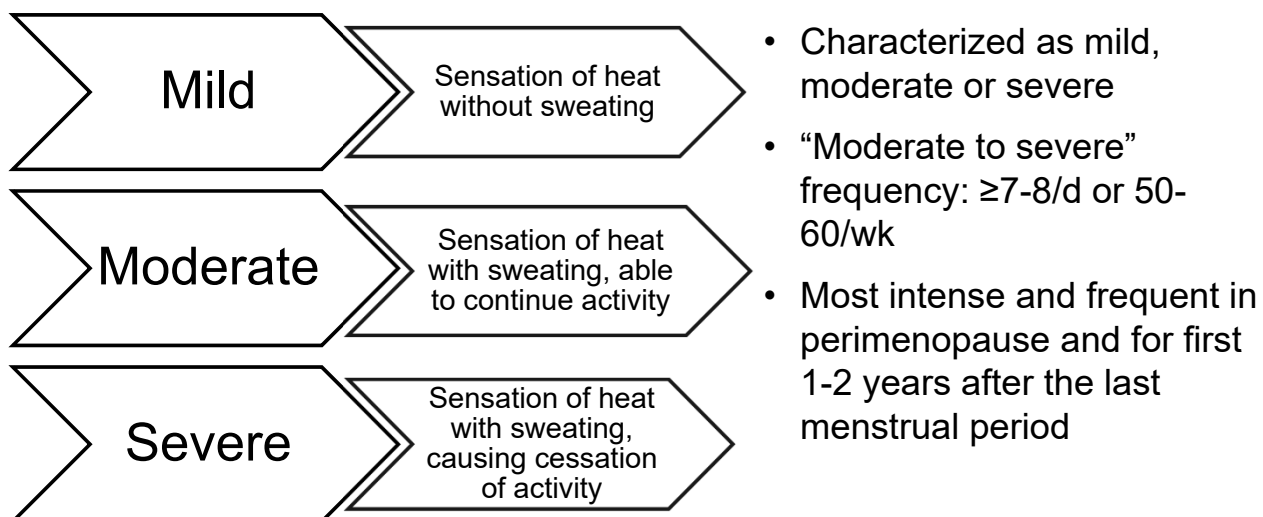 Mild
Sensation of heat
without sweating
Moderate
Sensation of heat
with sweating, able
to continue activity
Severe
Sensation of heat
with sweating,
causing cessation
of activity
• Characterized as mild,
moderate or severe
• “Moderate to severe”
frequency: ≥7-8/d or 50-
60/wk
• Most intense and frequent in
perimenopause and for first
1-2 years after the last
menstrual period